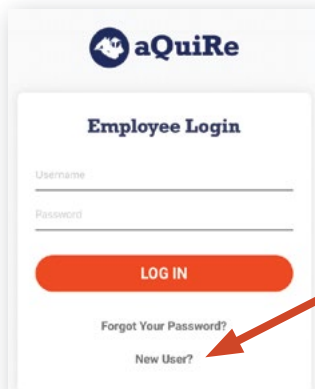 aQuiRe
Employee Login
Username
Password
LOG IN
Forgot Your Password?
New User?